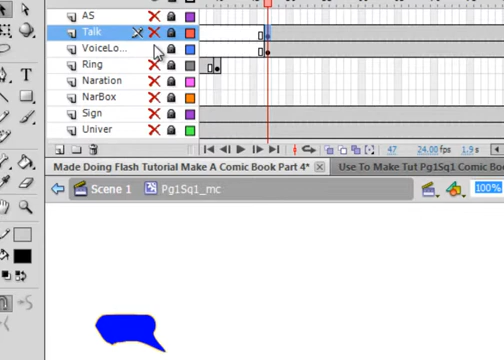 AS
Talk
VoiceLo...
Ring
Naration
NarBox
Sign
Univer
47 24.00 fps 1.9 s
Made Doing Flash Tutorial Make A Comic Book Part 4* Use To Make Tut Pg1Sq1 Comic Boo
Scene 1 Pg1Sq1_mc 100%
T